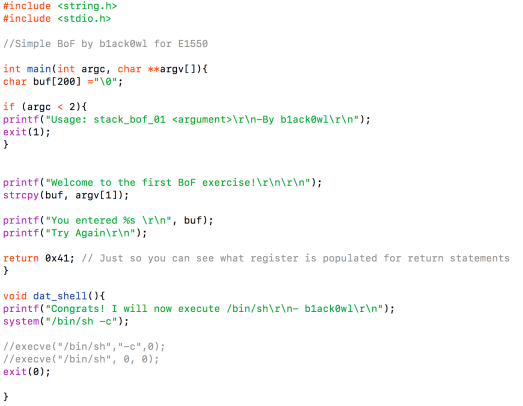 #include <string.h>
#include <stdio.h>
//Simple BoF by b1ack0wl for E1550
int main(int argc, char **argv[]){
char buf[200] ="\0";
if (argc < 2){
printf("Usage: stack_bof_01 <argument>\r\n-By b1ack0wl\r\n");
exit(1);
}
printf("Welcome to the first BoF exercise!\r\n\r\n");
strcpy(buf, argv[1]);
printf("You entered %s \r\n", buf);
printf("Try Again\r\n");
return 0x41; // Just so you can see what register is populated for return statements
}
void dat_shell(){
printf("Congrats! I will now execute /bin/sh\r\n- b1ack0wl\r\n");
system("/bin/sh -c");
//execve("/bin/sh","-c",0);
//execve("/bin/sh", 0, 0);
exit(0);
}